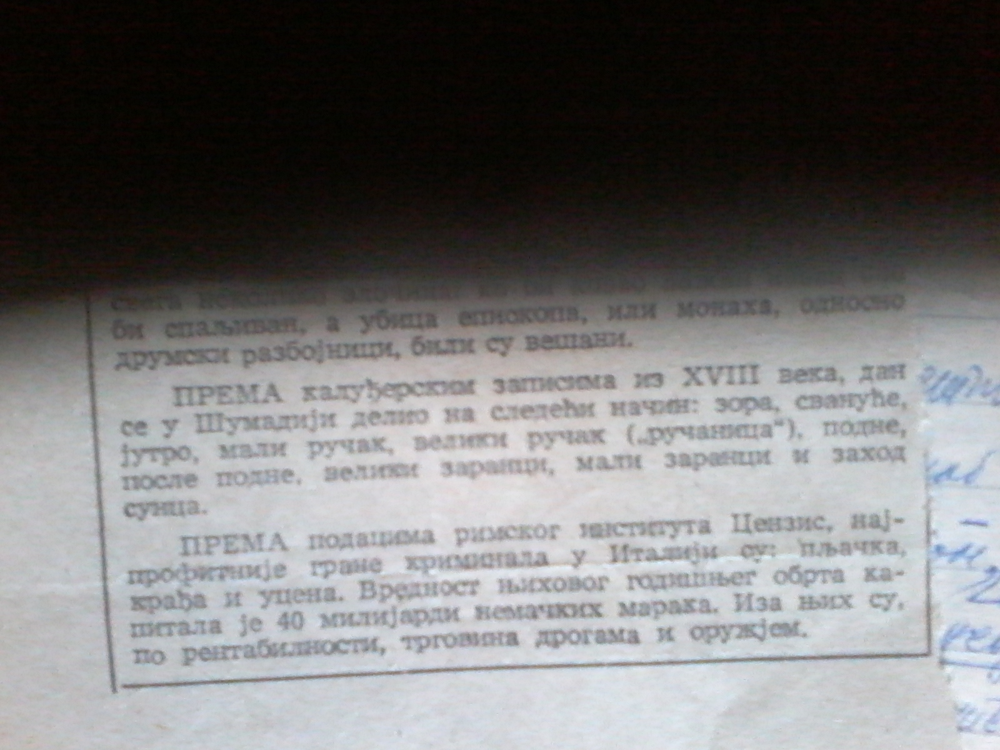 би спаљиван, а убица епископа, или монаха, односно
друмски разбојници, били су вешани.
ПРЕМА калуђерским записима из XVIII века, дан
се у Шумадији делио на следећи начин: зора, свануће,
јутро, мали ручак, велики ручак („ручаница“), подне,
после подне, велики заранци, мали заранци и заход
сунца.
ПРЕМА подацима римског института Цензис, нај-
профитније гране криминала у Италији су: пљачка,
крађа и уцена. Вредност њиховог годишњег обрта ка-
питала је 40 милијарди немачких марака. Иза њих су,
по рентабилности, трговина дрогама и оружјем.